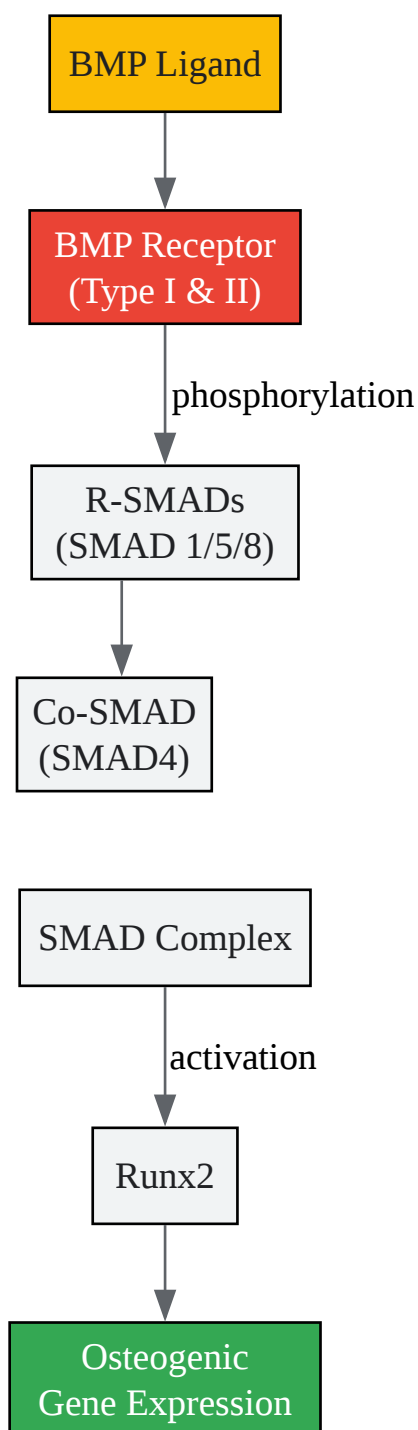 BMP Ligand
BMP Receptor
(Type I & II)
phosphorylation
R-SMADs
(SMAD 1/5/8)
Co-SMAD
(SMAD4)
SMAD Complex
activation
Runx2
Osteogenic
Gene Expression